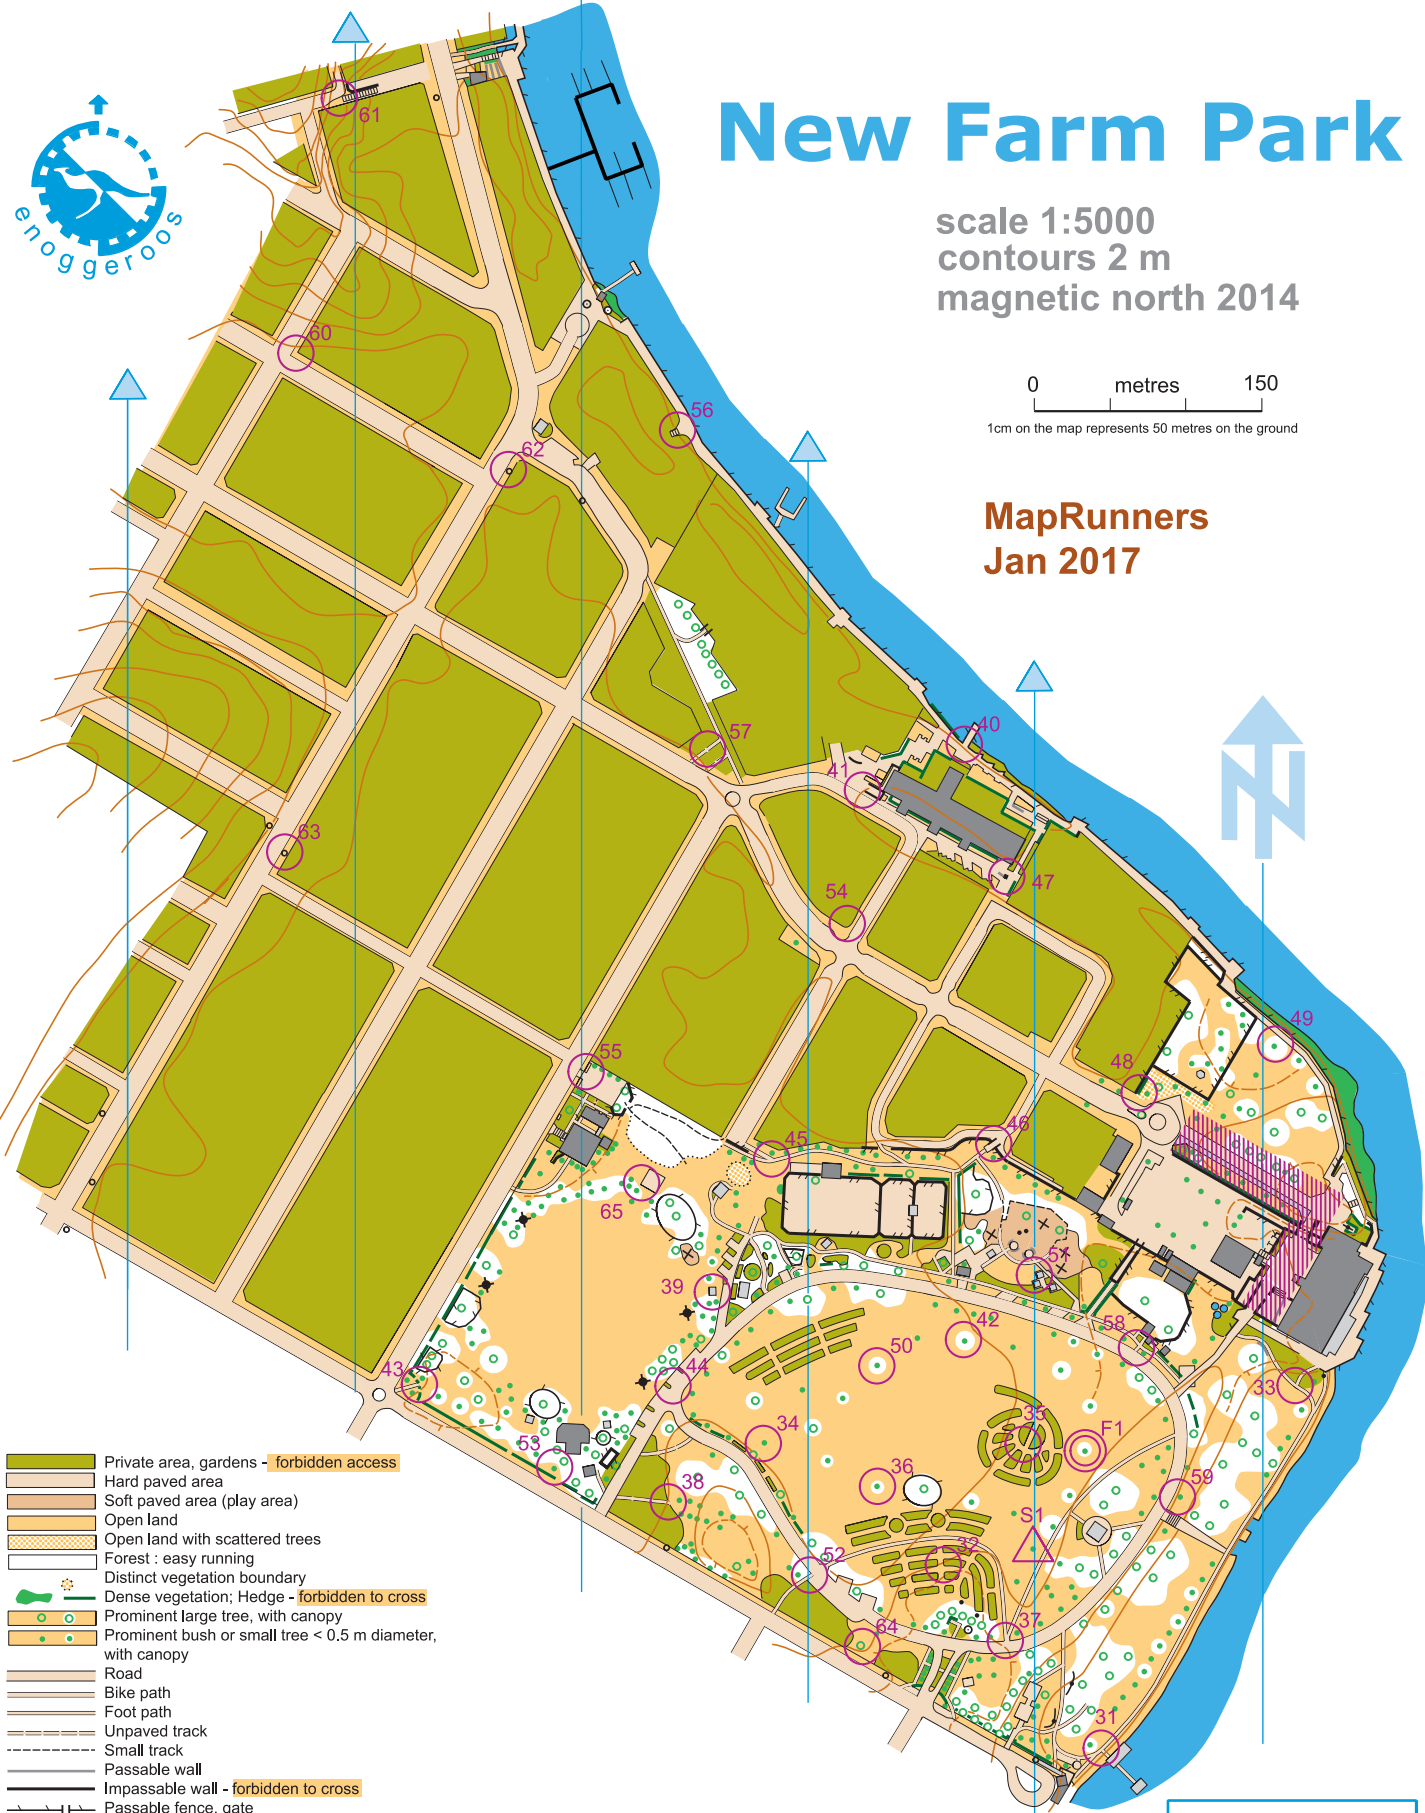 New Farm Park
scale 1:5000
contours 2 m
magnetic north 2014
0 metres 150
1cm on the map represents 50 metres on the ground
MapRunners
Jan 2017
enoggeroos
N
61
60
62
56
57
40
41
47
54
63
49
48
55
46
45
65
51
39
42
58
50
44
43
33
35
F1
34
53
36
59
38
S1
52
32
37
64
31
Private area, gardens - forbidden access
Hard paved area
Soft paved area (play area)
Open land
Open land with scattered trees
Forest : easy running
Distinct vegetation boundary
Dense vegetation; Hedge - forbidden to cross
Prominent large tree, with canopy
Prominent bush or small tree < 0.5 m diameter,
with canopy
Road
Bike path
Foot path
Unpaved track
Small track
Passable wall
Impassable wall - forbidden to cross
Passable fence, gate